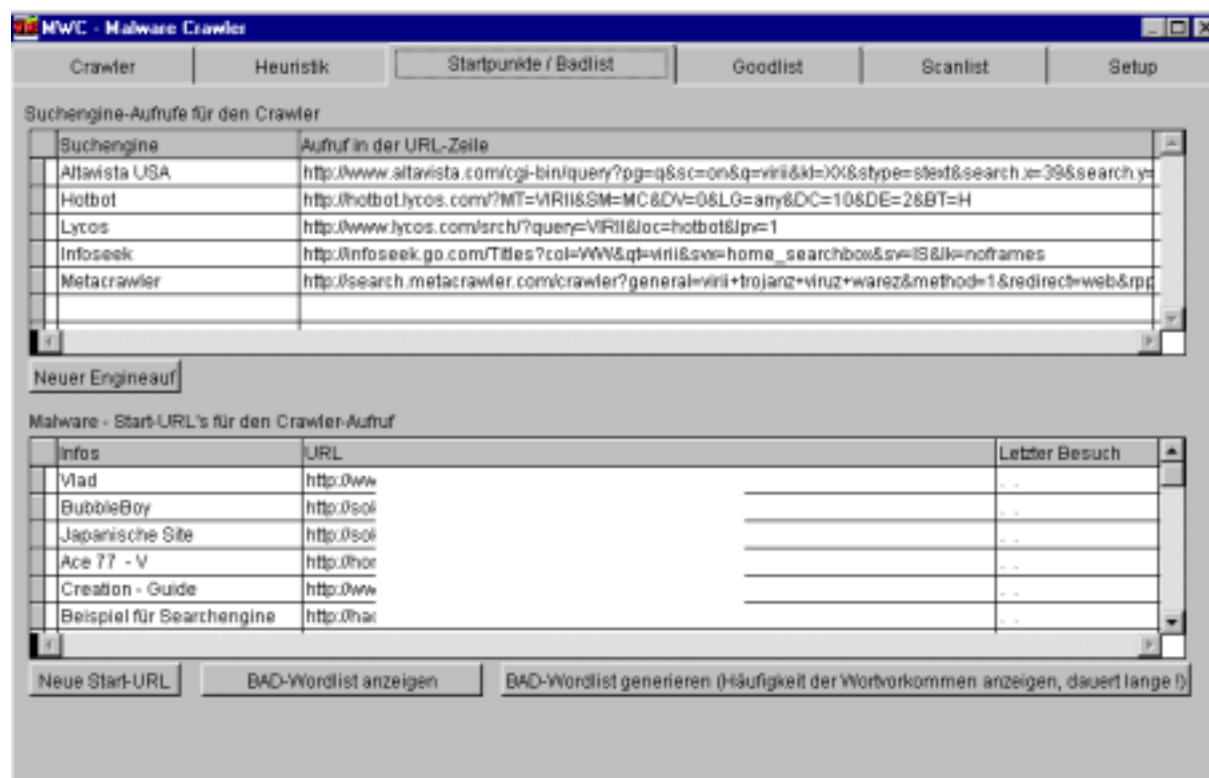 MWC - Malware Crawler
Crawler Heuristik Startpunkte / Badlist Goodlist Scanlist Setup
Suchengine-Aufrufe für den Crawler
Suchengine Aufruf in der URL-Zeile
Altavista USA http://www.altavista.com/cgi-bin/query?pg=q&sc=on&q=virii&kl=XX&stype=stext&search.x=39&search.y=
Hotbot http://hotbot.lycos.com/?MT=VIRII&SM=MC&DV=0&LG=any&DC=10&DE=2&BT=H
Lycos http://www.lycos.com/srch/?query=VIRII&loc=hotbot&lpv=1
Infoseek http://infoseek.go.com/Titles?col=WW&qt=virii&svx=home_searchbox&sv=IS&lk=noframes
Metacrawler http://search.metacrawler.com/crawler?general=virii+trojanz+viruz+warez&method=1&redirect=web&rpp
Neuer Engineauf
Malware - Start-URL's für den Crawler-Aufruf
Infos URL Letzter Besuch
Vlad http://ww
BubbleBoy http://sol
Japanische Site http://sol
Ace 77 - V http://hor
Creation - Guide http://ww
Beispiel für Searchengine http://hac
Neue Start-URL BAD-Wordlist anzeigen BAD-Wordlist generieren (Häufigkeit der Wortvorkommen anzeigen, dauert lange !)